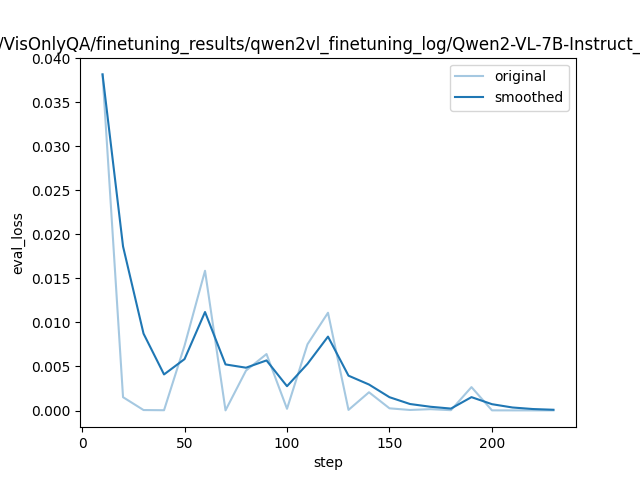 /VisOnlyQA/finetuning_results/qwen2vl_finetuning_log/Qwen2-VL-7B-Instruct_
original
smoothed
0.040
0.035
0.030
0.025
0.020
0.015
0.010
0.005
0.000
eval_loss
0
50
100
150
200
step